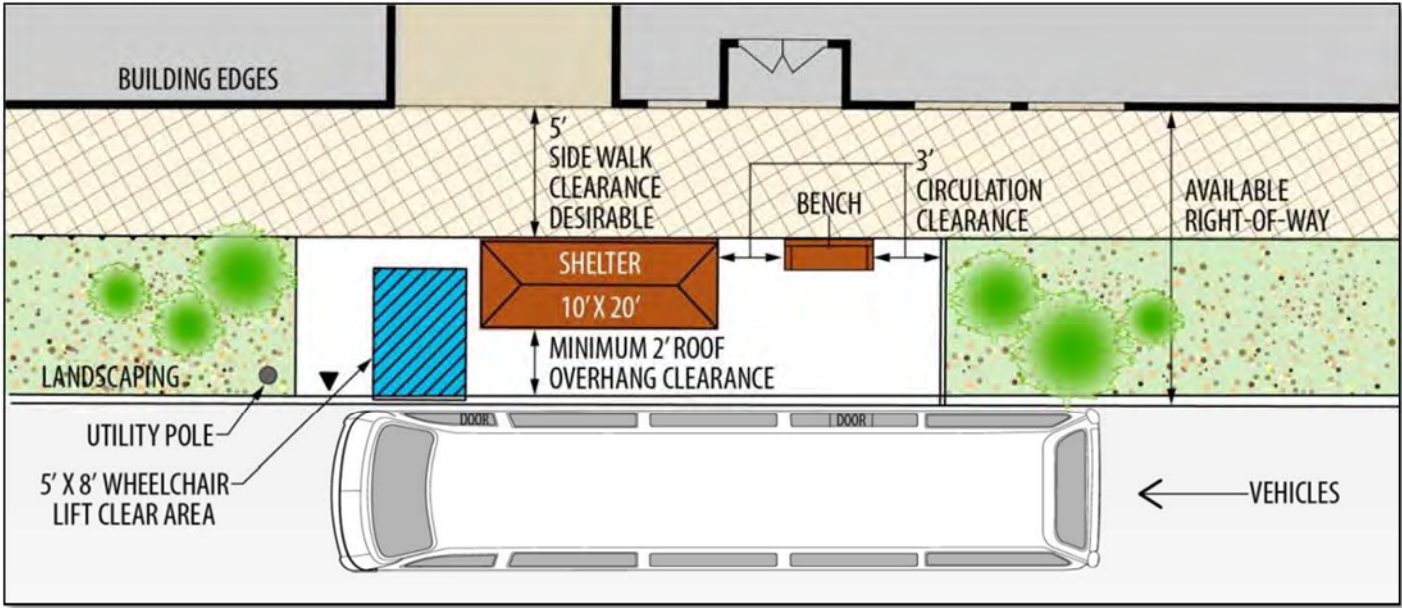 BUILDING EDGES
5’
SIDE WALK
CLEARANCE
DESIRABLE
BENCH
3’
CIRCULATION
CLEARANCE
AVAILABLE
RIGHT-OF-WAY
SHELTER
10’ X 20’
MINIMUM 2’ ROOF
OVERHANG CLEARANCE
LANDSCAPING
UTILITY POLE
5’ X 8’ WHEELCHAIR
LIFT CLEAR AREA
DOOR
DOOR
VEHICLES